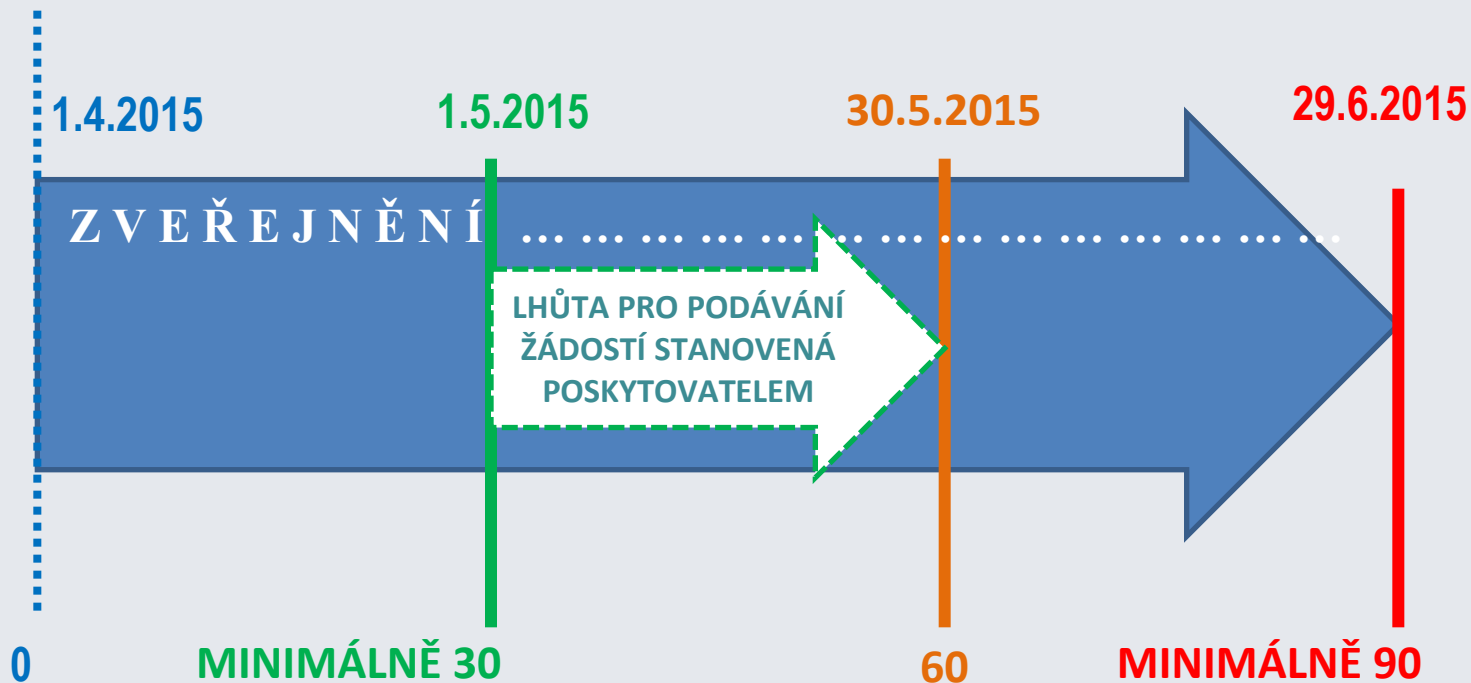 1.4.2015
1.5.2015
30.5.2015
29.6.2015
ZVEŘEJNĚNÍ ... ... ... ... ... ... ... ... ... ... ... ... ... ...
LHŮTA PRO PODÁVÁNÍ
ŽÁDOSTÍ STANOVENÁ
POSKYTOVATELEM
0
MINIMÁLNĚ 30
60
MINIMÁLNĚ 90